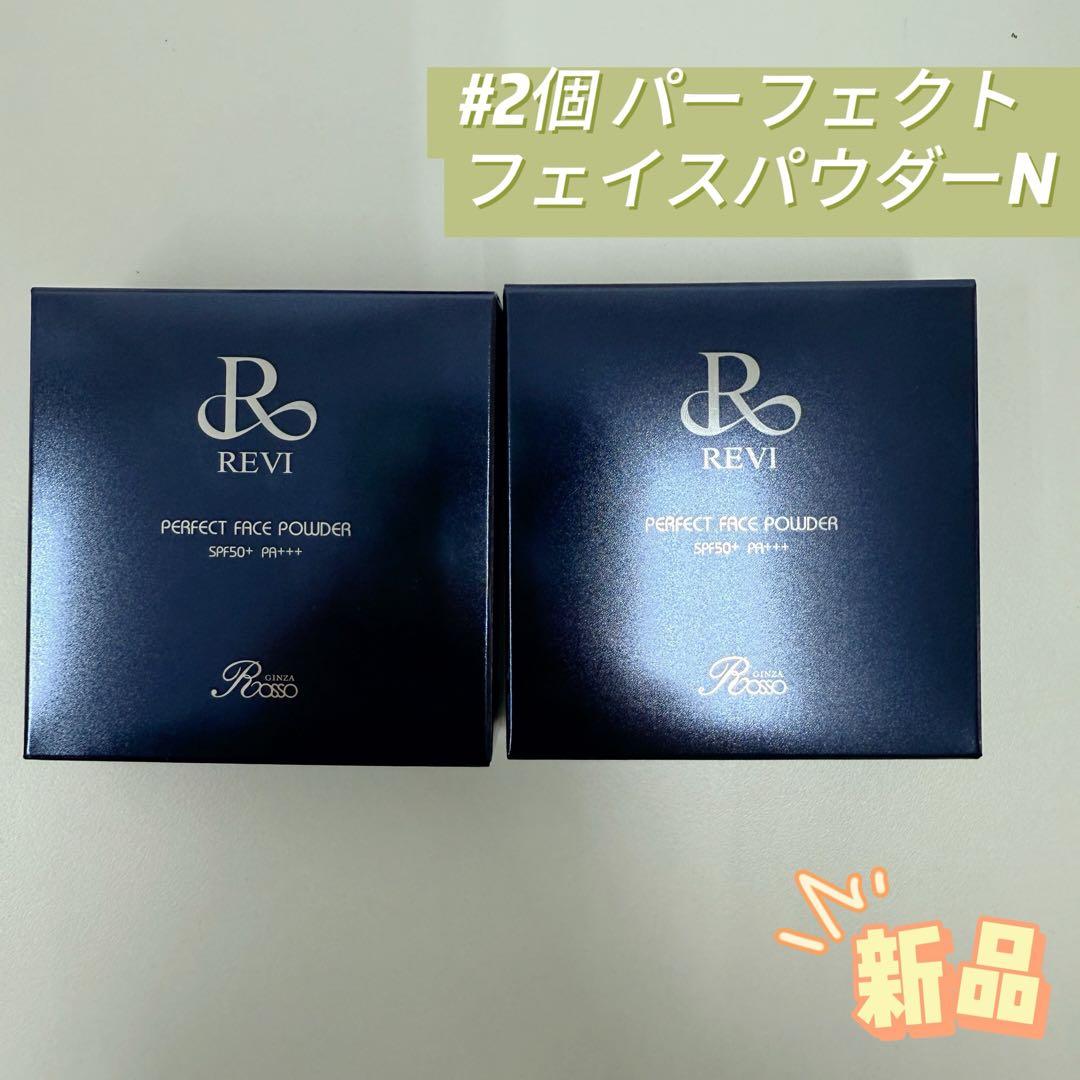 #2個 パーフェクト
フェイスパウダーN
R
REVI
PERFECT FACE POWDER
SPF50+ PA+++
GINZA
Rosso
R
REVI
PERFECT FACE POWDER
SPF50+ PA+++
GINZA
Rosso
新品